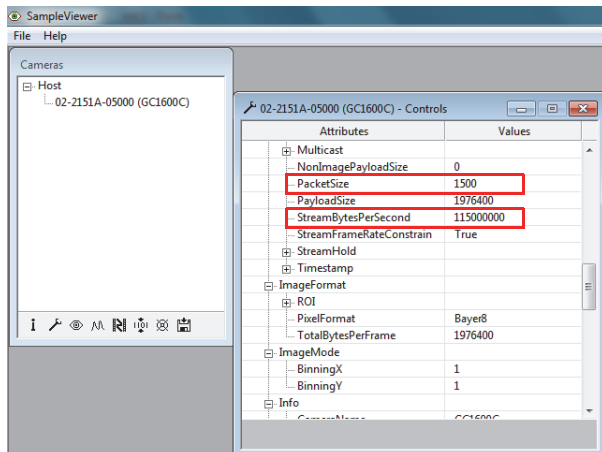 SampleViewer
File Help
Cameras
Host
02-2151A-05000 (GC1600C)
02-2151A-05000 (GC1600C) - Controls
Attributes Values
Multicast
NonImagePayloadSize 0
PacketSize 1500
PayloadSize 1976400
StreamBytesPerSecond 115000000
StreamFrameRateConstrain True
StreamHold
Timestamp
ImageFormat
ROI
PixelFormat Bayer8
TotalBytesPerFrame 1976400
ImageMode
BinningX 1
BinningY 1
Info
CameraName GC1600C